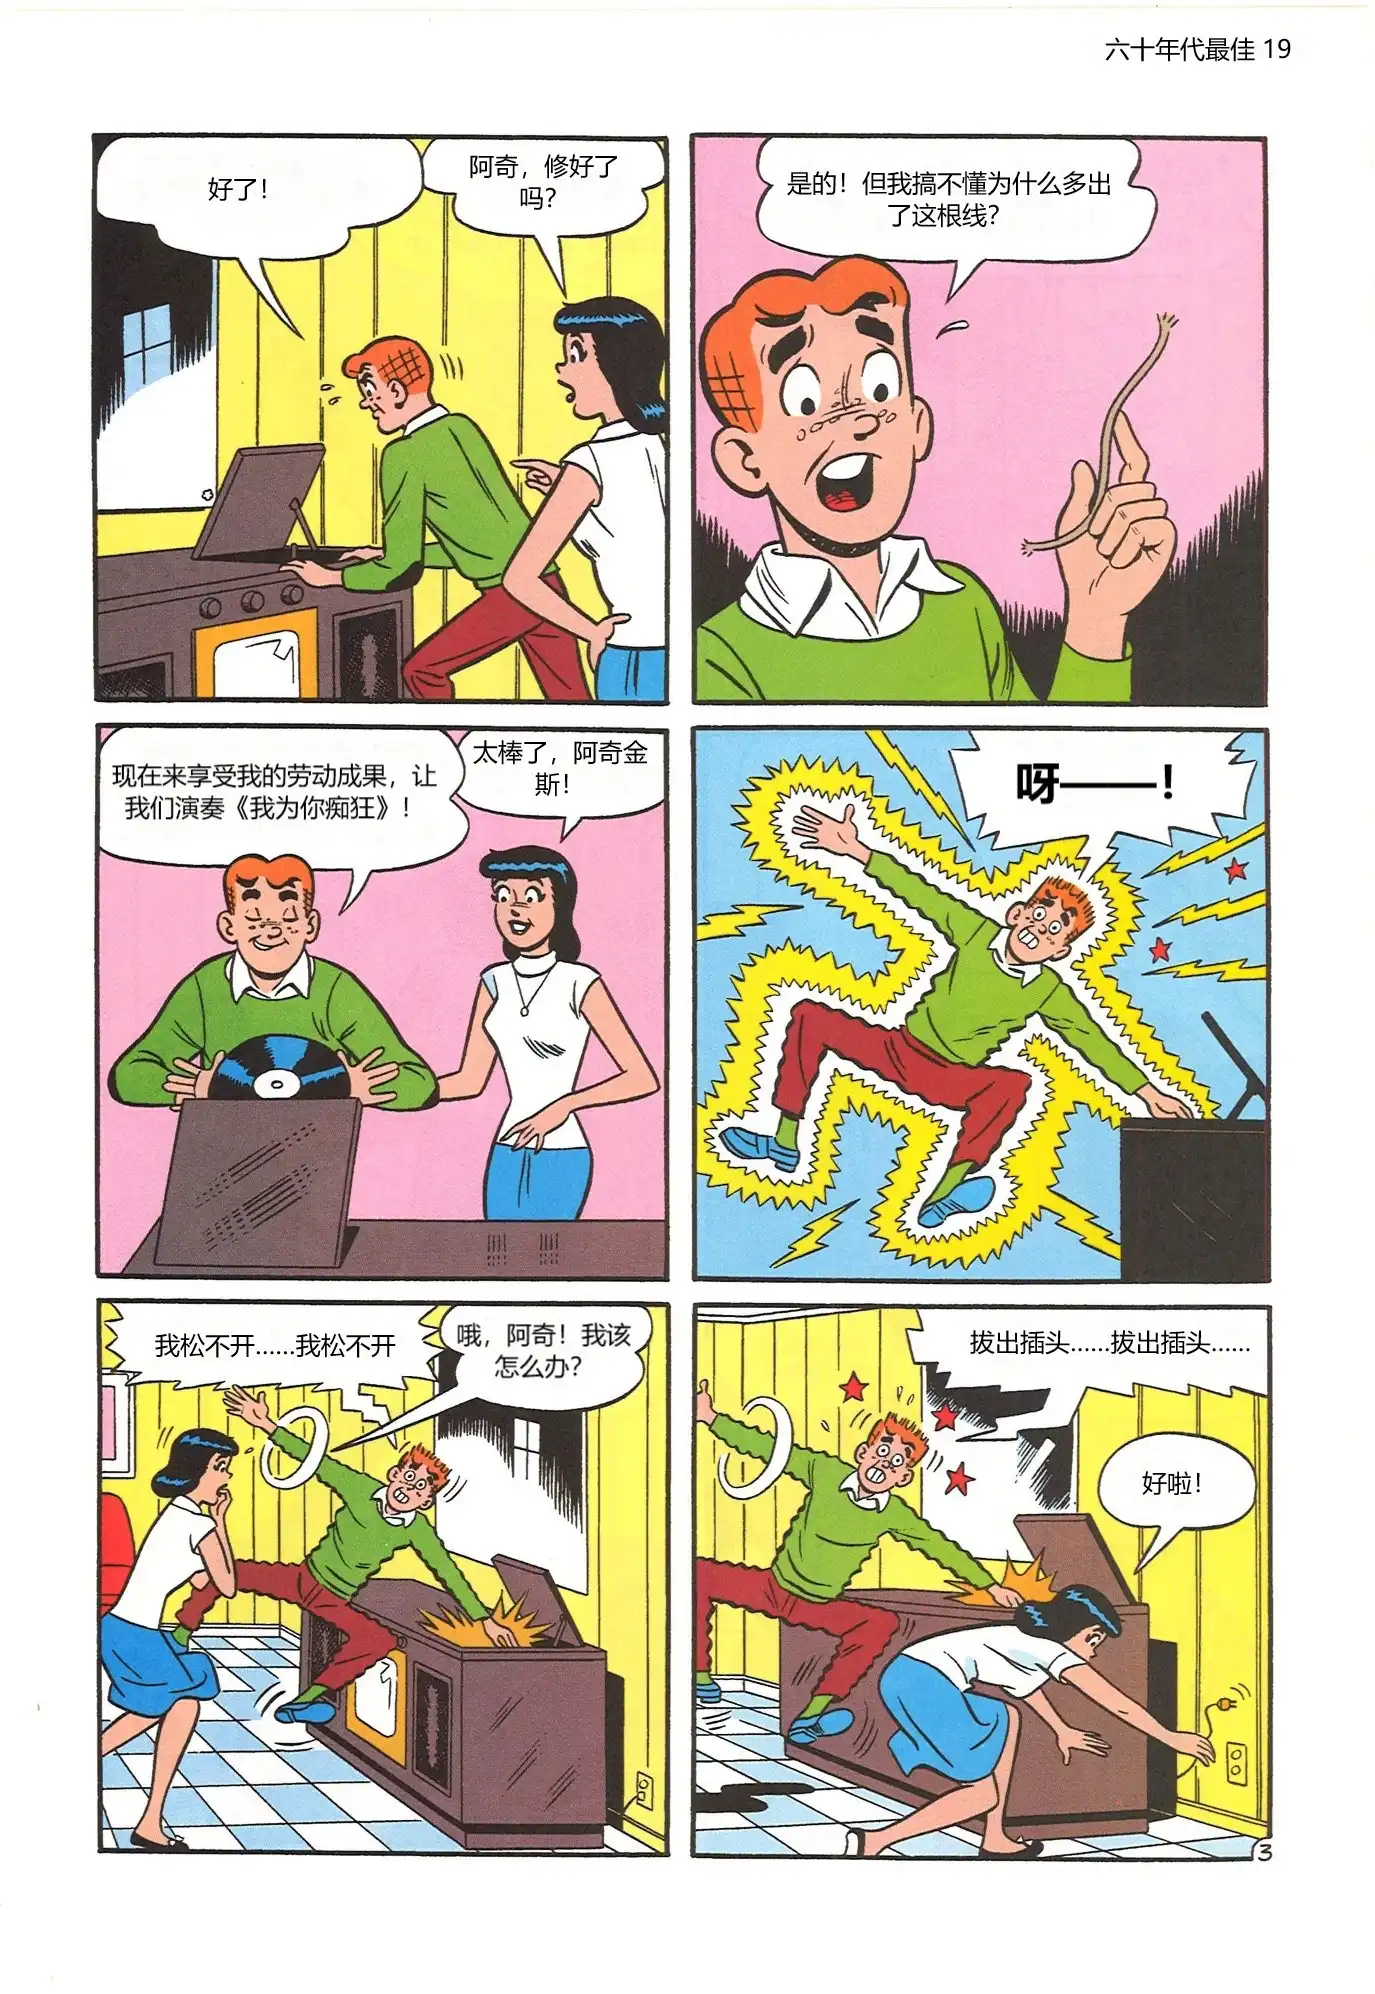 六十年代最佳 19
好了！
阿奇，修好了
吗？
是的！但我搞不懂为什么多出
了这根线？
现在来享受我的劳动成果，让
我们演奏《我为你痴狂》！
太棒了，阿奇金
斯！
呀——！
我松不开……我松不开
哦，阿奇！我该
怎么办？
拔出插头……拔出插头……
好啦！
3